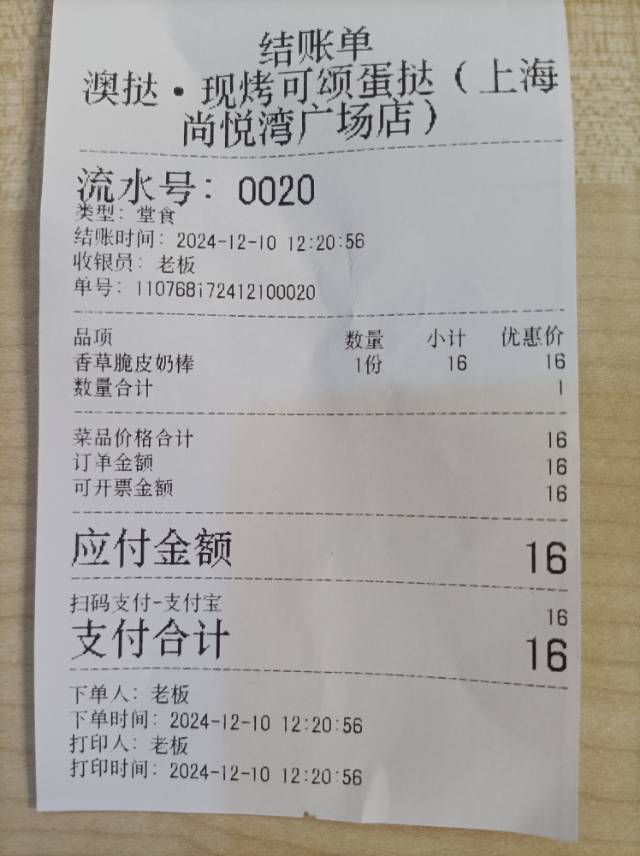 结账单
澳挞·现烤可颂蛋挞（上海
尚悦湾广场店）
流水号: 0020
类型: 堂食
结账时间: 2024-12-10 12:20:56
收银员: 老板
单号: 110768172412100020
品项 数量 小计 优惠价
香草脆皮奶棒 1份 16 16
数量合计 1
菜品价格合计 16
订单金额 16
可开票金额 16
应付金额 16
扫码支付-支付宝 16
支付合计 16
下单人: 老板
下单时间: 2024-12-10 12:20:56
打印人: 老板
打印时间: 2024-12-10 12:20:56